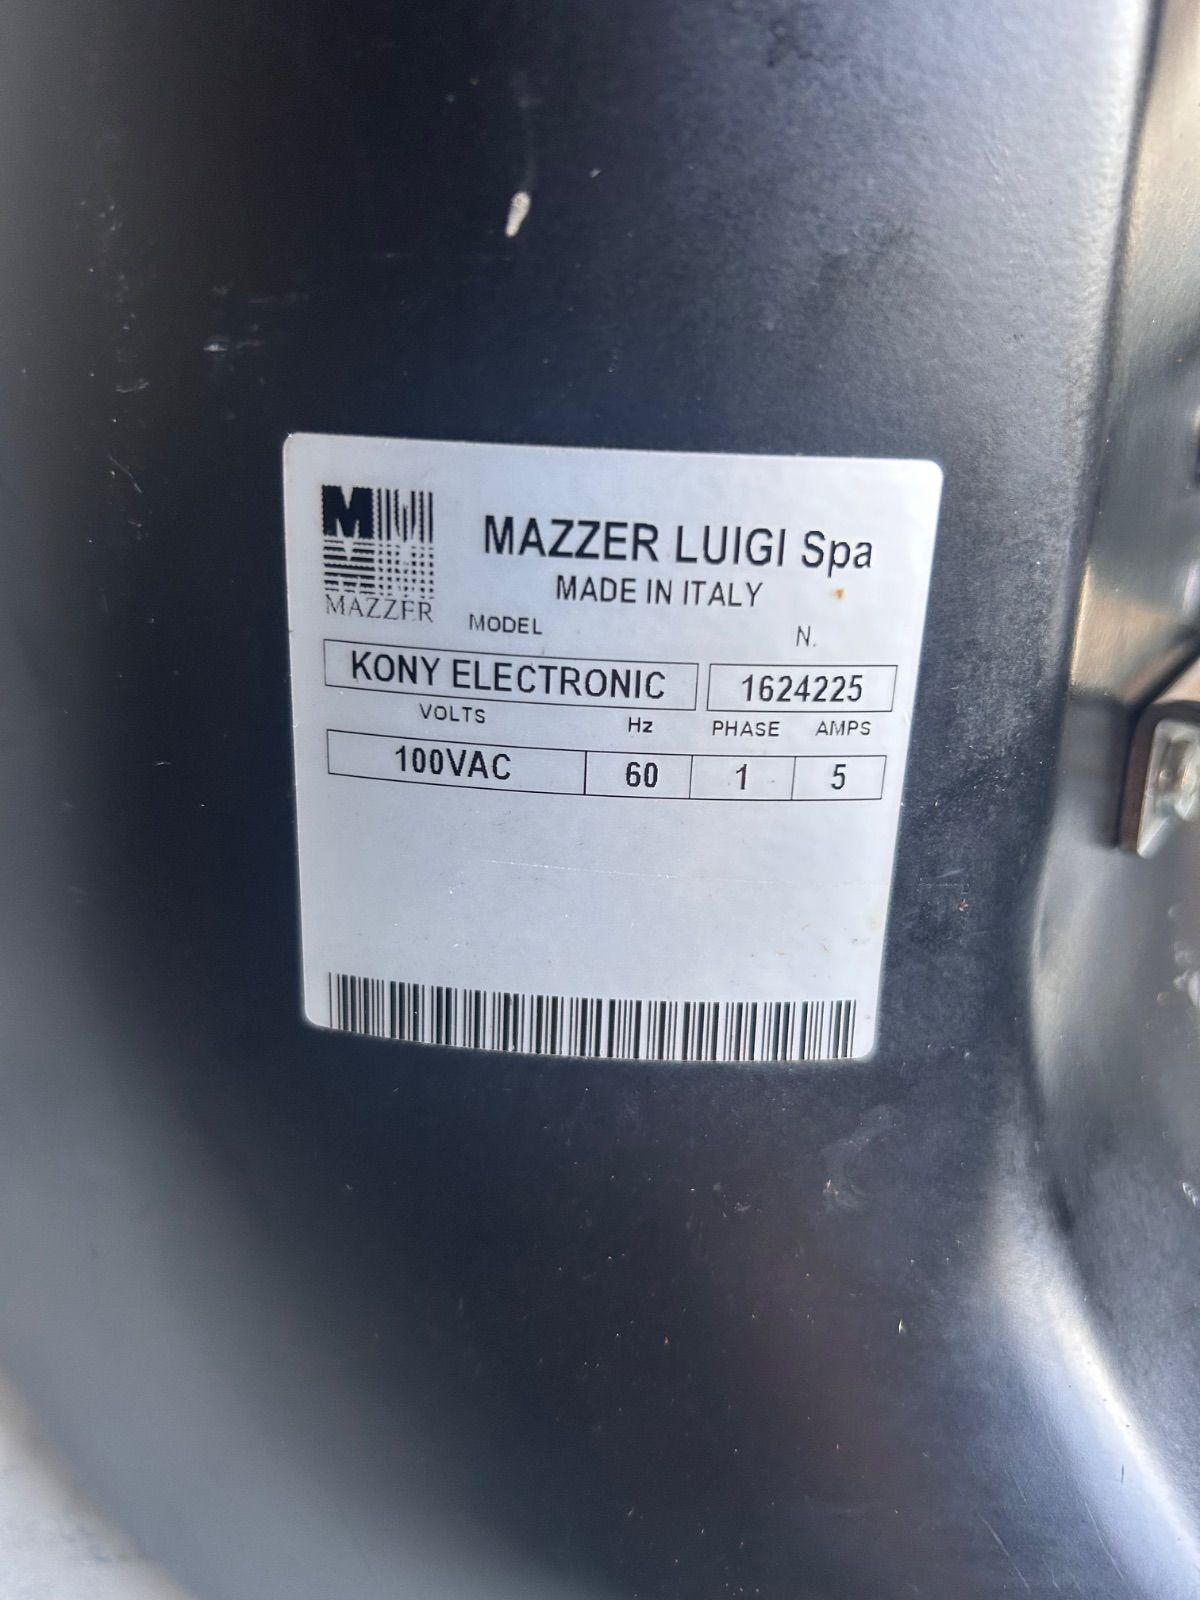 M
MAZZER
MAZZER LUIGI Spa
MADE IN ITALY
MODEL N.
KONY ELECTRONIC 1624225
VOLTS Hz PHASE AMPS
100VAC 60 1 5